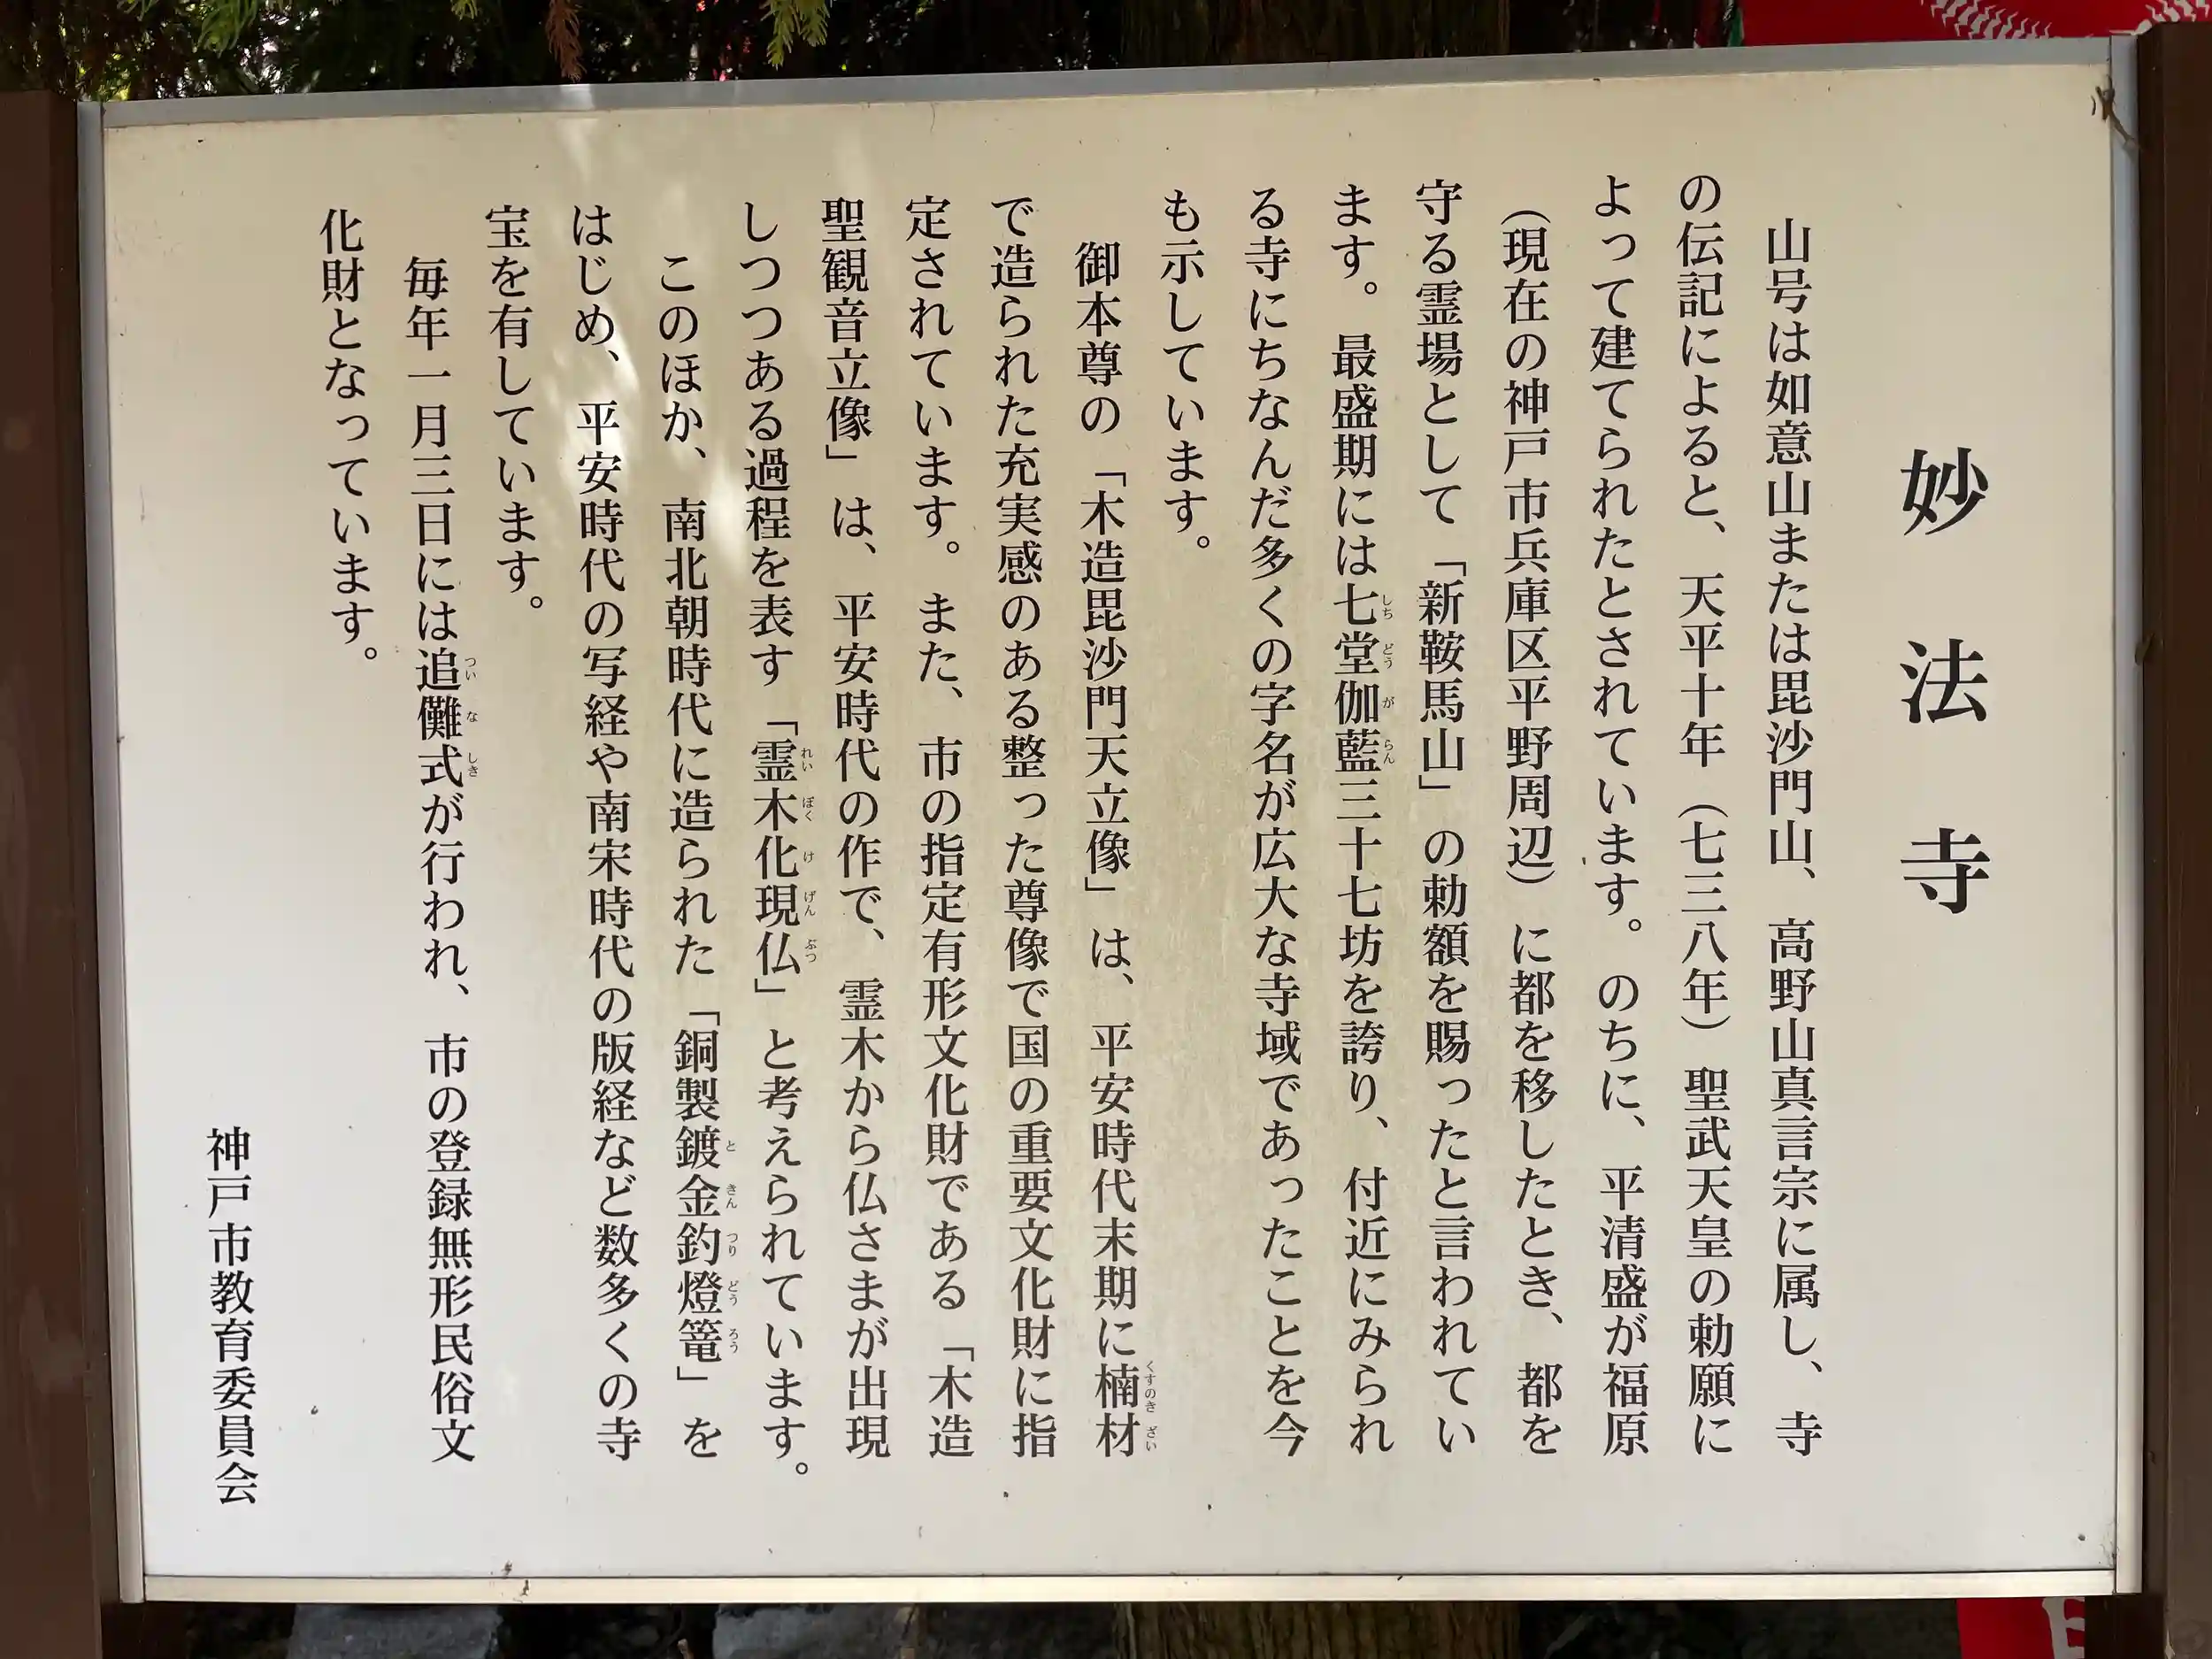 妙法寺
山号は如意山または毘沙門山、高野山真言宗に属し、寺
の伝記によると、天平十年（七三八年）聖武天皇の勅願に
よって建てられたとされています。のちに、平清盛が福原
（現在の神戸市兵庫区平野周辺）に都を移したとき、都を
守る霊場として「新鞍馬山」の勅額を賜ったと言われてい
ます。最盛期には七堂伽藍三十七坊を誇り、付近にみられ
る寺にちなんだ多くの字名が広大な寺域であったことを今
も示しています。
御本尊の「木造毘沙門天立像」は、平安時代末期に楠材
で造られた充実感のある整った尊像で国の重要文化財に指
定されています。また、市の指定有形文化財である「木造
聖観音立像」は、平安時代の作で、霊木から仏さまが出現
しつつある過程を表す「霊木化現仏」と考えられています。
このほか、南北朝時代に造られた「銅製鍍金釣燈篭」を
はじめ、平安時代の写経や南宋時代の版経など数多くの寺
宝を有しています。
毎年一月三日には追儺式が行われ、市の登録無形民俗文
化財となっています。
神戸市教育委員会